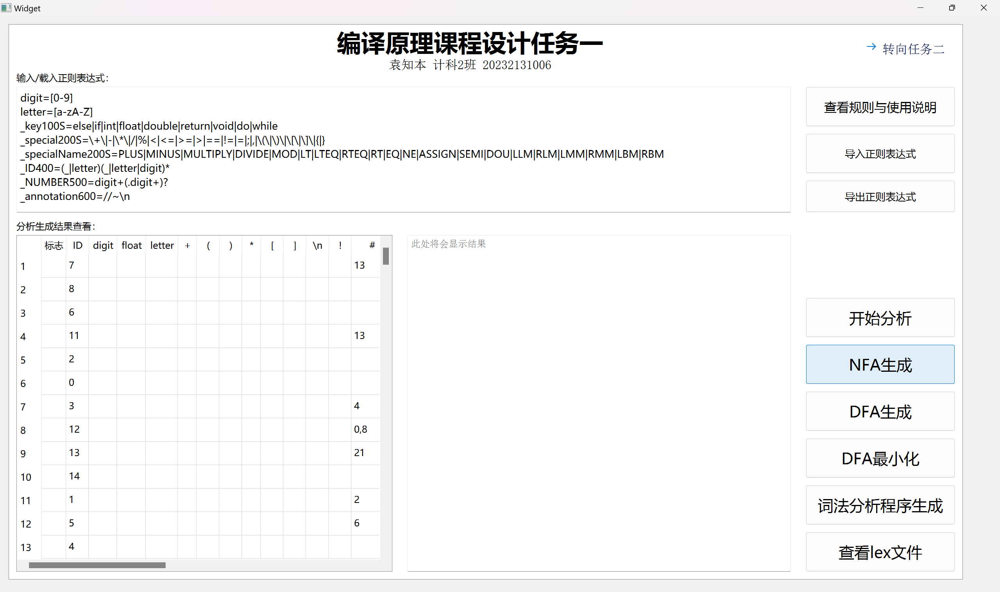 Widget
编译原理课程设计任务一
转向任务二
袁知本 计科2班 20232131006
输入/载入正则表达式：
digit=[0-9]
letter=[a-zA-Z]
_key100S=else|if|int|float|double|return|void|do|while
_special200S=\+\|-|\*\|/|%|<|<=|>=|>|==|!=|=|;|,|\(\|\)\|\[\|\]\|{|}
_specialName200S=PLUS|MINUS|MULTIPLY|DIVIDE|MOD|LT|LTEQ|RTEQ|RT|EQ|NE|ASSIGN|SEMI|DOU|LLM|RLM|LMM|RMM|LBM|RBM
_ID400=(_|letter)(_|letter|digit)*
_NUMBER500=digit+(.digit+)?
_annotation600=//~\n
查看规则与使用说明
导入正则表达式
导出正则表达式
分析生成结果查看：
标志 ID digit float letter + ( ) * [ ] \n ! #
1 7 13
2 8
3 6
4 11 13
5 2
6 0
7 3 4
8 12 0,8
9 13 21
10 14
11 1 2
12 5 6
13 4
此处将会显示结果
开始分析
NFA生成
DFA生成
DFA最小化
词法分析程序生成
查看lex文件